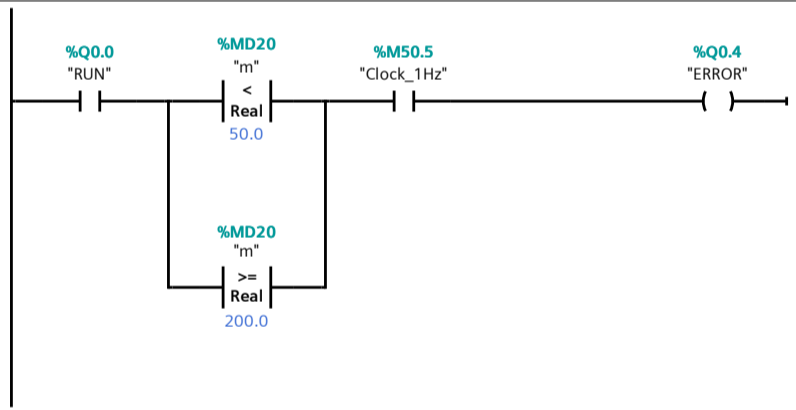 %Q0.0
"RUN"
%MD20
"m"
<
Real
50.0
%M50.5
"Clock_1Hz"
%Q0.4
"ERROR"
%MD20
"m"
>=
Real
200.0